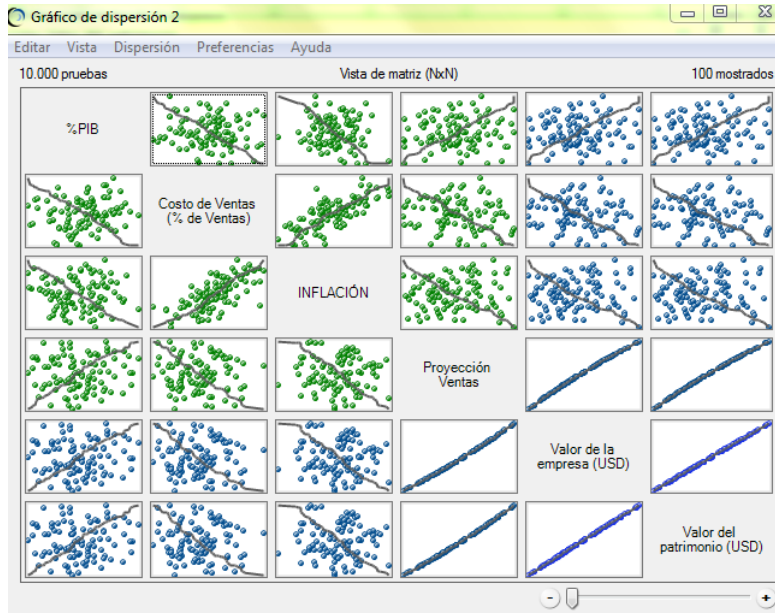 Gráfico de dispersión 2
Editar Vista Dispersión Preferencias Ayuda
10.000 pruebas Vista de matriz (NxN) 100 mostrados
%PIB
Costo de Ventas
(% de Ventas)
INFLACIÓN
Proyección
Ventas
Valor de la
empresa (USD)
Valor del
patrimonio (USD)